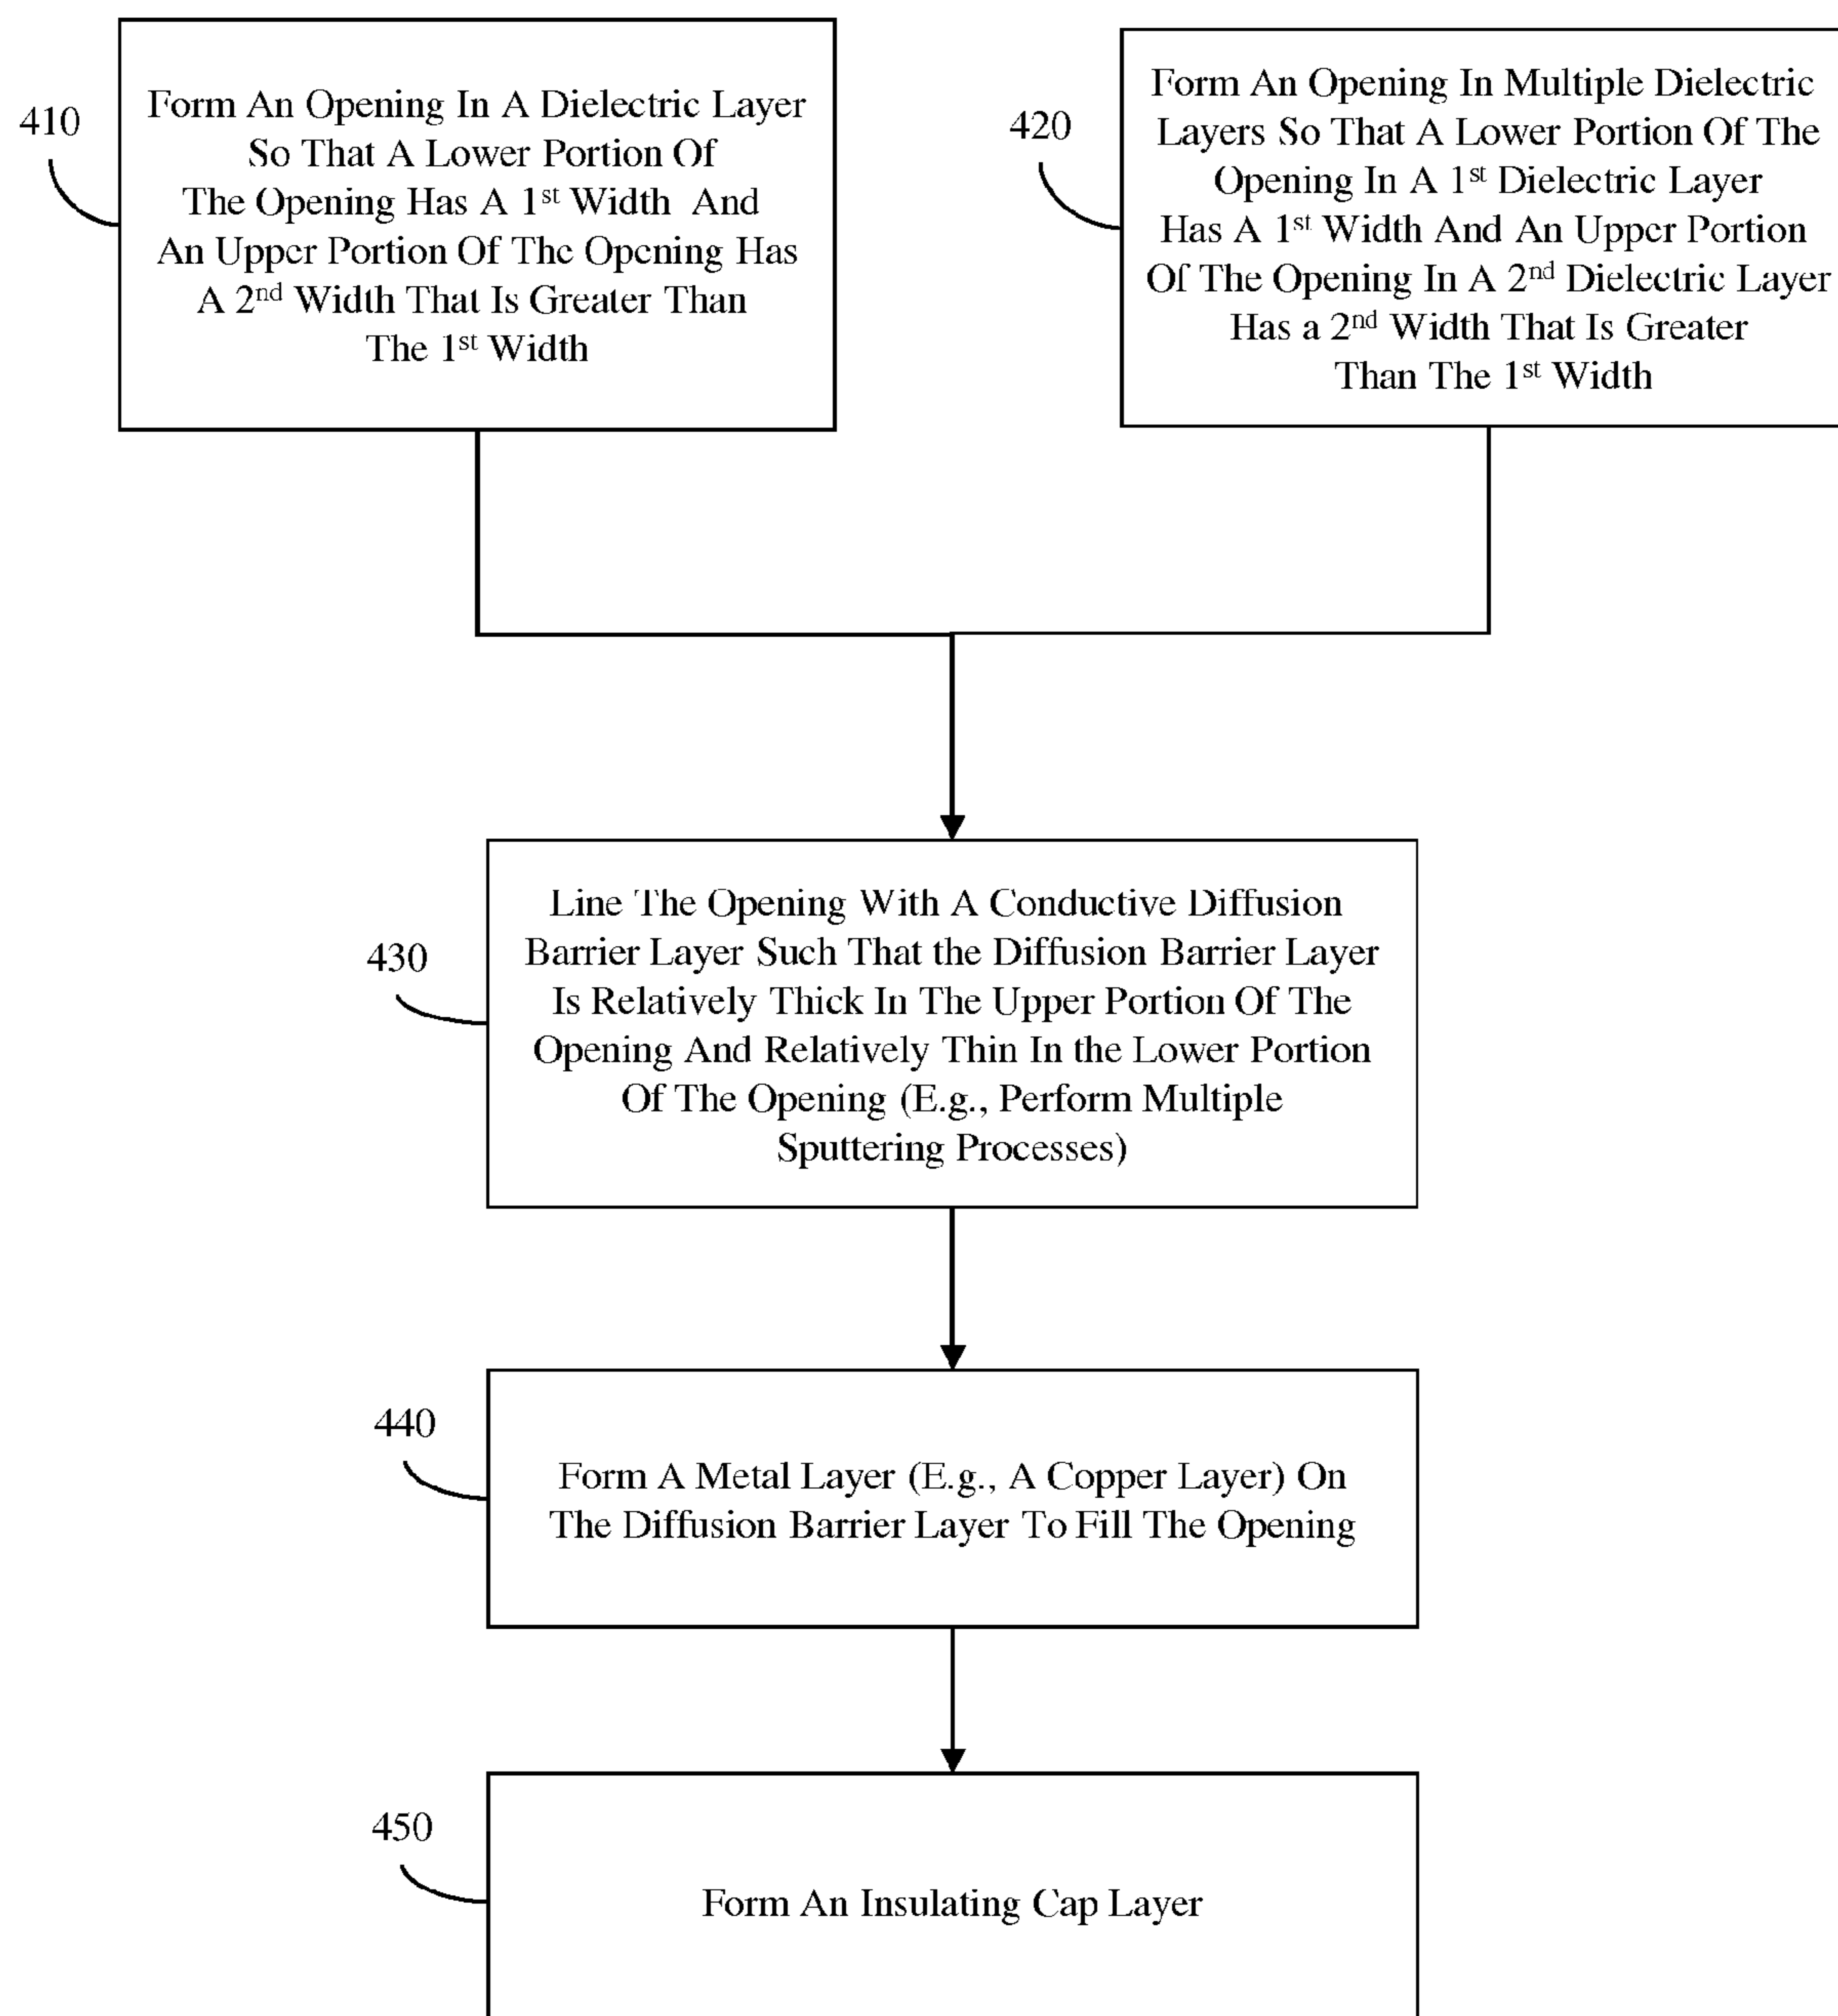 410
Form An Opening In A Dielectric Layer
So That A Lower Portion Of
The Opening Has A 1st Width And
An Upper Portion Of The Opening Has
A 2nd Width That Is Greater Than
The 1st Width
420
Form An Opening In Multiple Dielectric
Layers So That A Lower Portion Of The
Opening In A 1st Dielectric Layer
Has A 1st Width And An Upper Portion
Of The Opening In A 2nd Dielectric Layer
Has a 2nd Width That Is Greater
Than The 1st Width
430
Line The Opening With A Conductive Diffusion
Barrier Layer Such That the Diffusion Barrier Layer
Is Relatively Thick In The Upper Portion Of The
Opening And Relatively Thin In the Lower Portion
Of The Opening (E.g., Perform Multiple
Sputtering Processes)
440
Form A Metal Layer (E.g., A Copper Layer) On
The Diffusion Barrier Layer To Fill The Opening
450
Form An Insulating Cap Layer